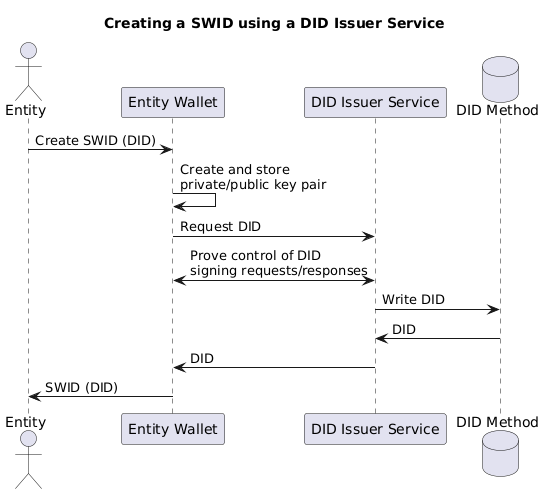 Creating a SWID using a DID Issuer Service
Entity
Entity Wallet
DID Issuer Service
DID Method
Create SWID (DID)
Create and store
private/public key pair
Request DID
Prove control of DID
signing requests/responses
Write DID
DID
DID
SWID (DID)
Entity
Entity Wallet
DID Issuer Service
DID Method